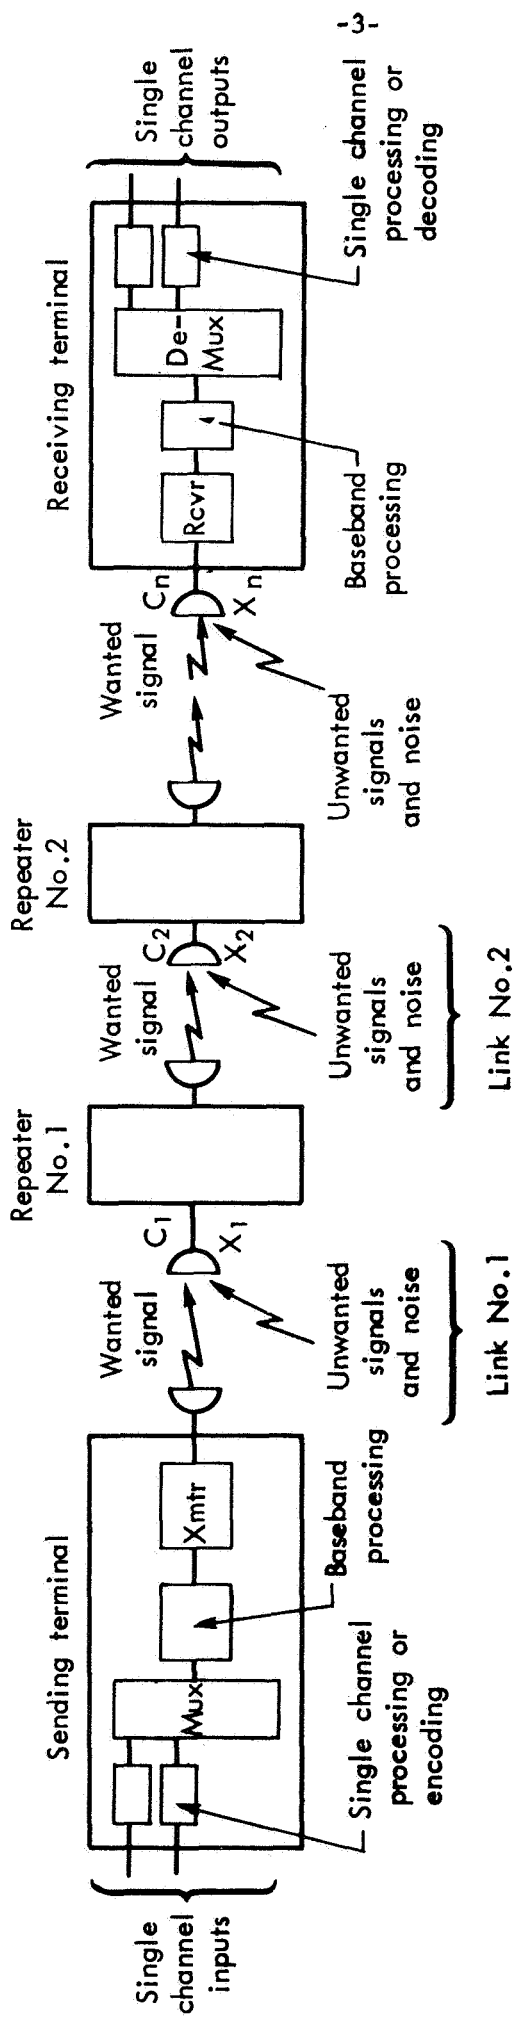 -3-
Sending terminal
Single
channel
inputs
Mux
Xmtr
Single channel
processing or
encoding
Baseband
processing
Wanted
signal
C1
X1
Unwanted
signals
and noise
Link No.1
Repeater
No.1
Wanted
signal
C2
X2
Unwanted
signals
and noise
Link No.2
Repeater
No.2
Wanted
signal
Cn
Xn
Unwanted
signals
and noise
Receiving terminal
Rcvr
De-
Mux
Baseband
processing
Single channel
processing or
decoding
Single
channel
outputs